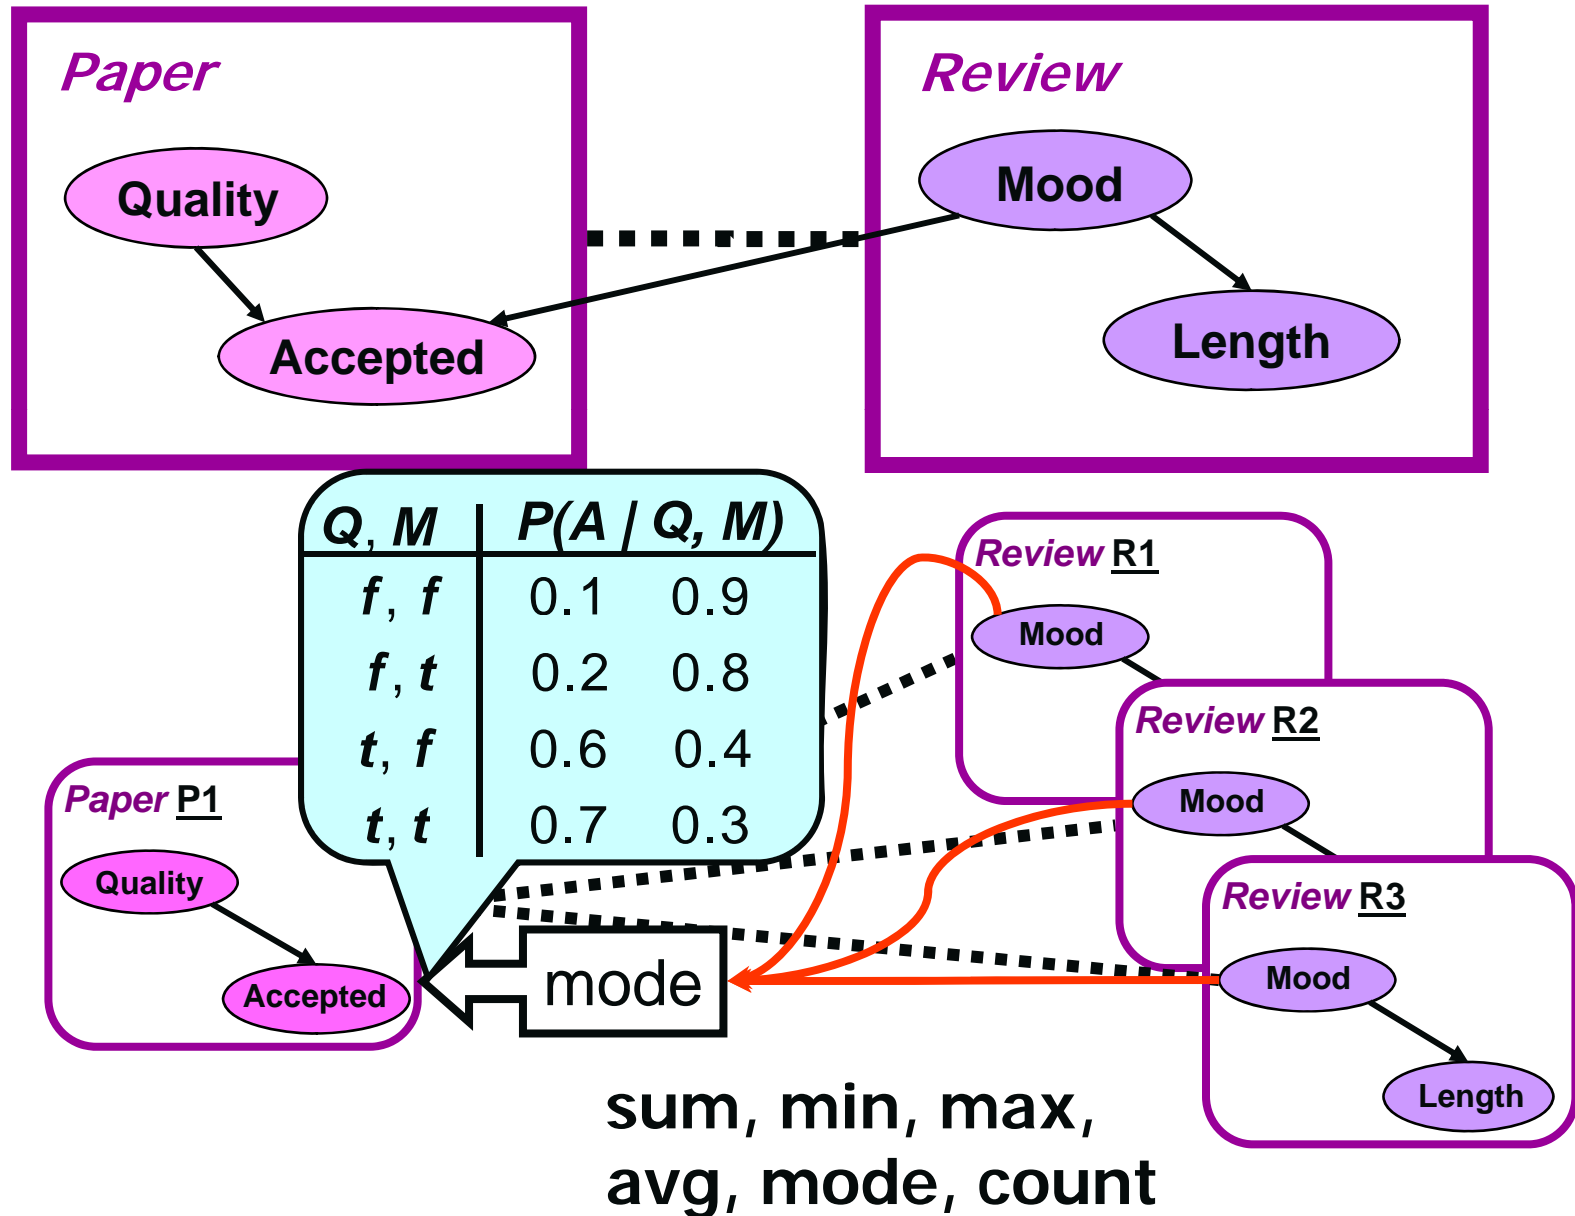 Paper
Review
Quality
Mood
Accepted
Length
Q, M P(A | Q, M)
f, f 0.1 0.9
f, t 0.2 0.8
t, f 0.6 0.4
t, t 0.7 0.3
Review R1
Mood
Review R2
Mood
Paper P1
Quality
Accepted
mode
Review R3
Mood
Length
sum, min, max,
avg, mode, count